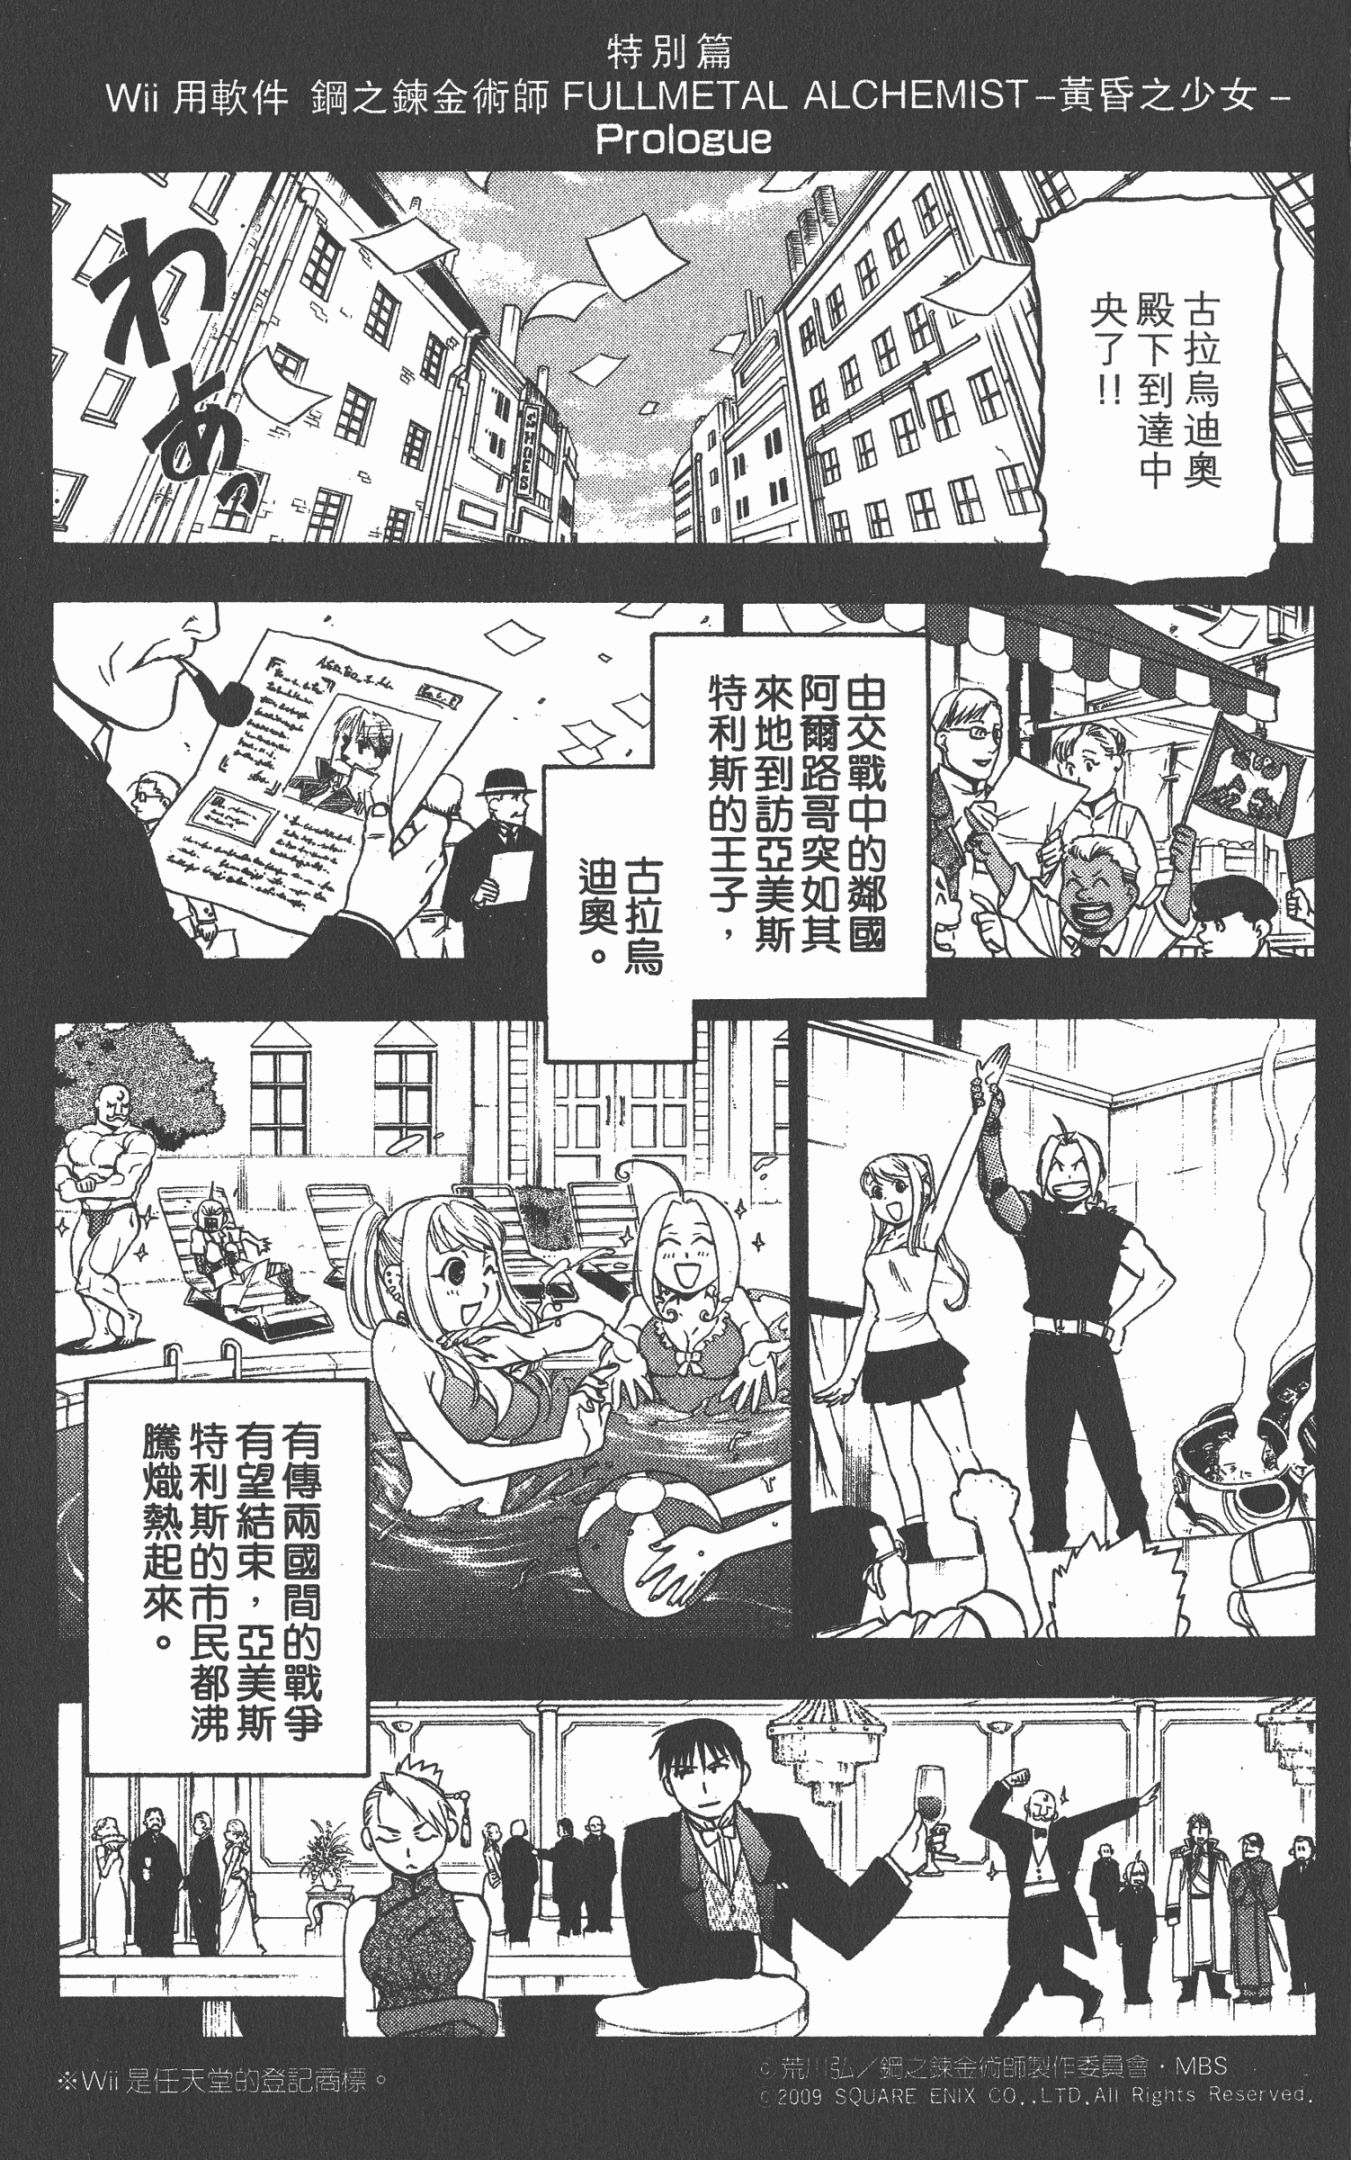 特別篇
Wii 用軟件 鋼之鍊金術師 FULLMETAL ALCHEMIST–黃昏之少女–
Prologue
古拉烏迪奧
殿下到達中
央了!!
わぁっ
SHOES
由交戰中的鄰國
阿爾路哥突如其
來地到訪亞美斯
特利斯的王子，
古拉烏
迪奧。
有傳兩國間的戰爭
有望結束，亞美斯
特利斯的市民都沸
騰熾熱起來。
※Wii 是任天堂的登記商標。
© 荒川弘／鋼之鍊金術師製作委員會・MBS
©2009 SQUARE ENIX CO.,LTD.All Rights Reserved.